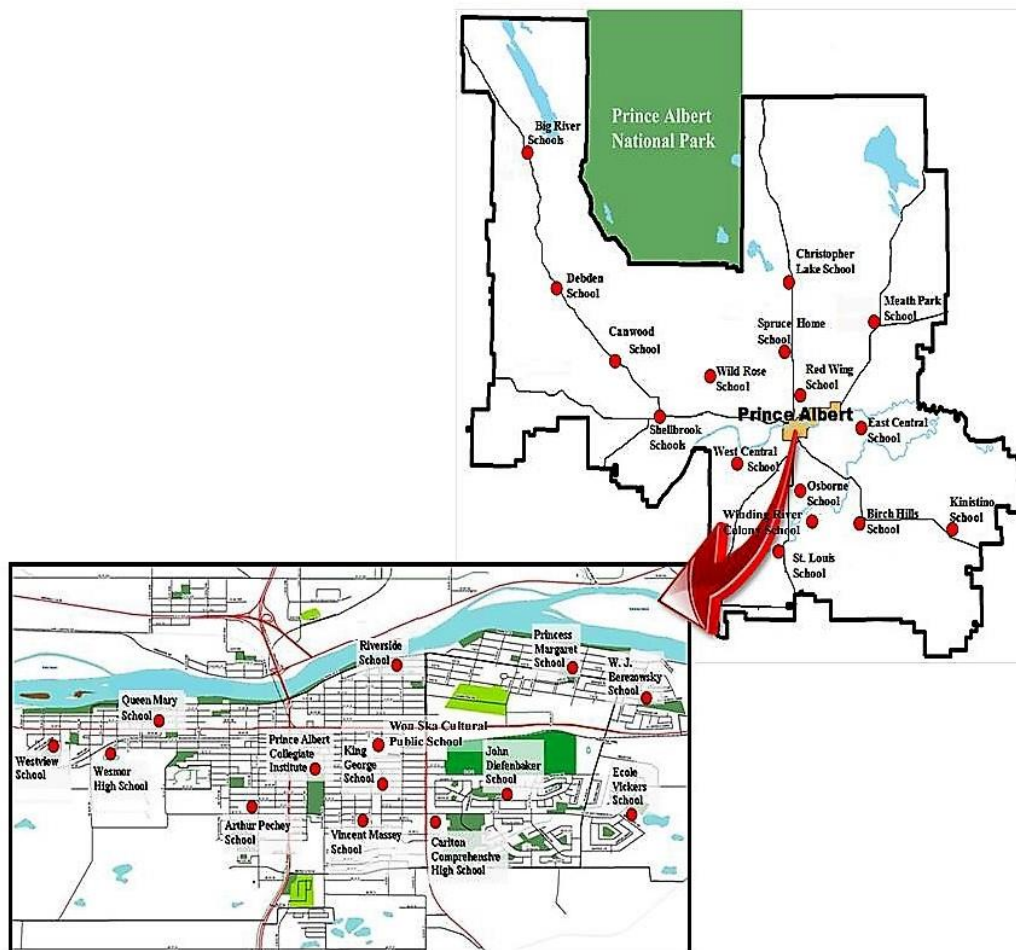 Prince Albert
National Park
Big River
Schools
Christopher
Lake School
Debden
School
Meath Park
School
Canwood
School
Spruce Home
School
Wild Rose
School
Red Wing
School
Prince Albert
Shellbrook
Schools
East Central
School
West Central
School
Osborne
School
Winding River
Colony School
Birch Hills
School
Kinistino
School
St. Louis
School
Riverside
School
Princess
Margaret
School
W. J.
Berezowsky
School
Queen Mary
School
Won Ska Cultural
Public School
Westview
School
Wesmor
High School
Prince Albert
Collegiate
Institute
King
George
School
John
Diefenbaker
School
Ecole
Vickers
School
Arthur Pechey
School
Vincent Massey
School
Carlton
Comprehensive
High School